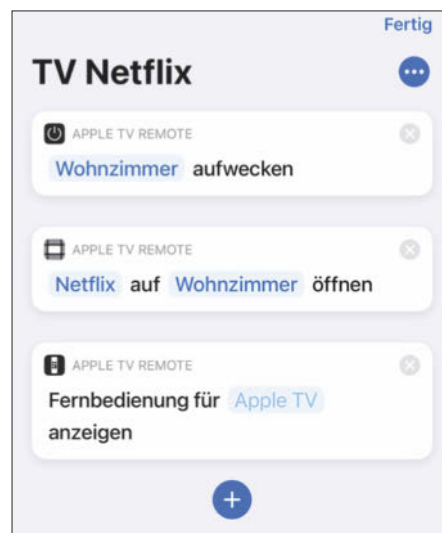 Fertig
TV Netflix
APPLE TV REMOTE
Wohnzimmer aufwecken
APPLE TV REMOTE
Netflix auf Wohnzimmer öffnen
APPLE TV REMOTE
Fernbedienung für Apple TV
anzeigen